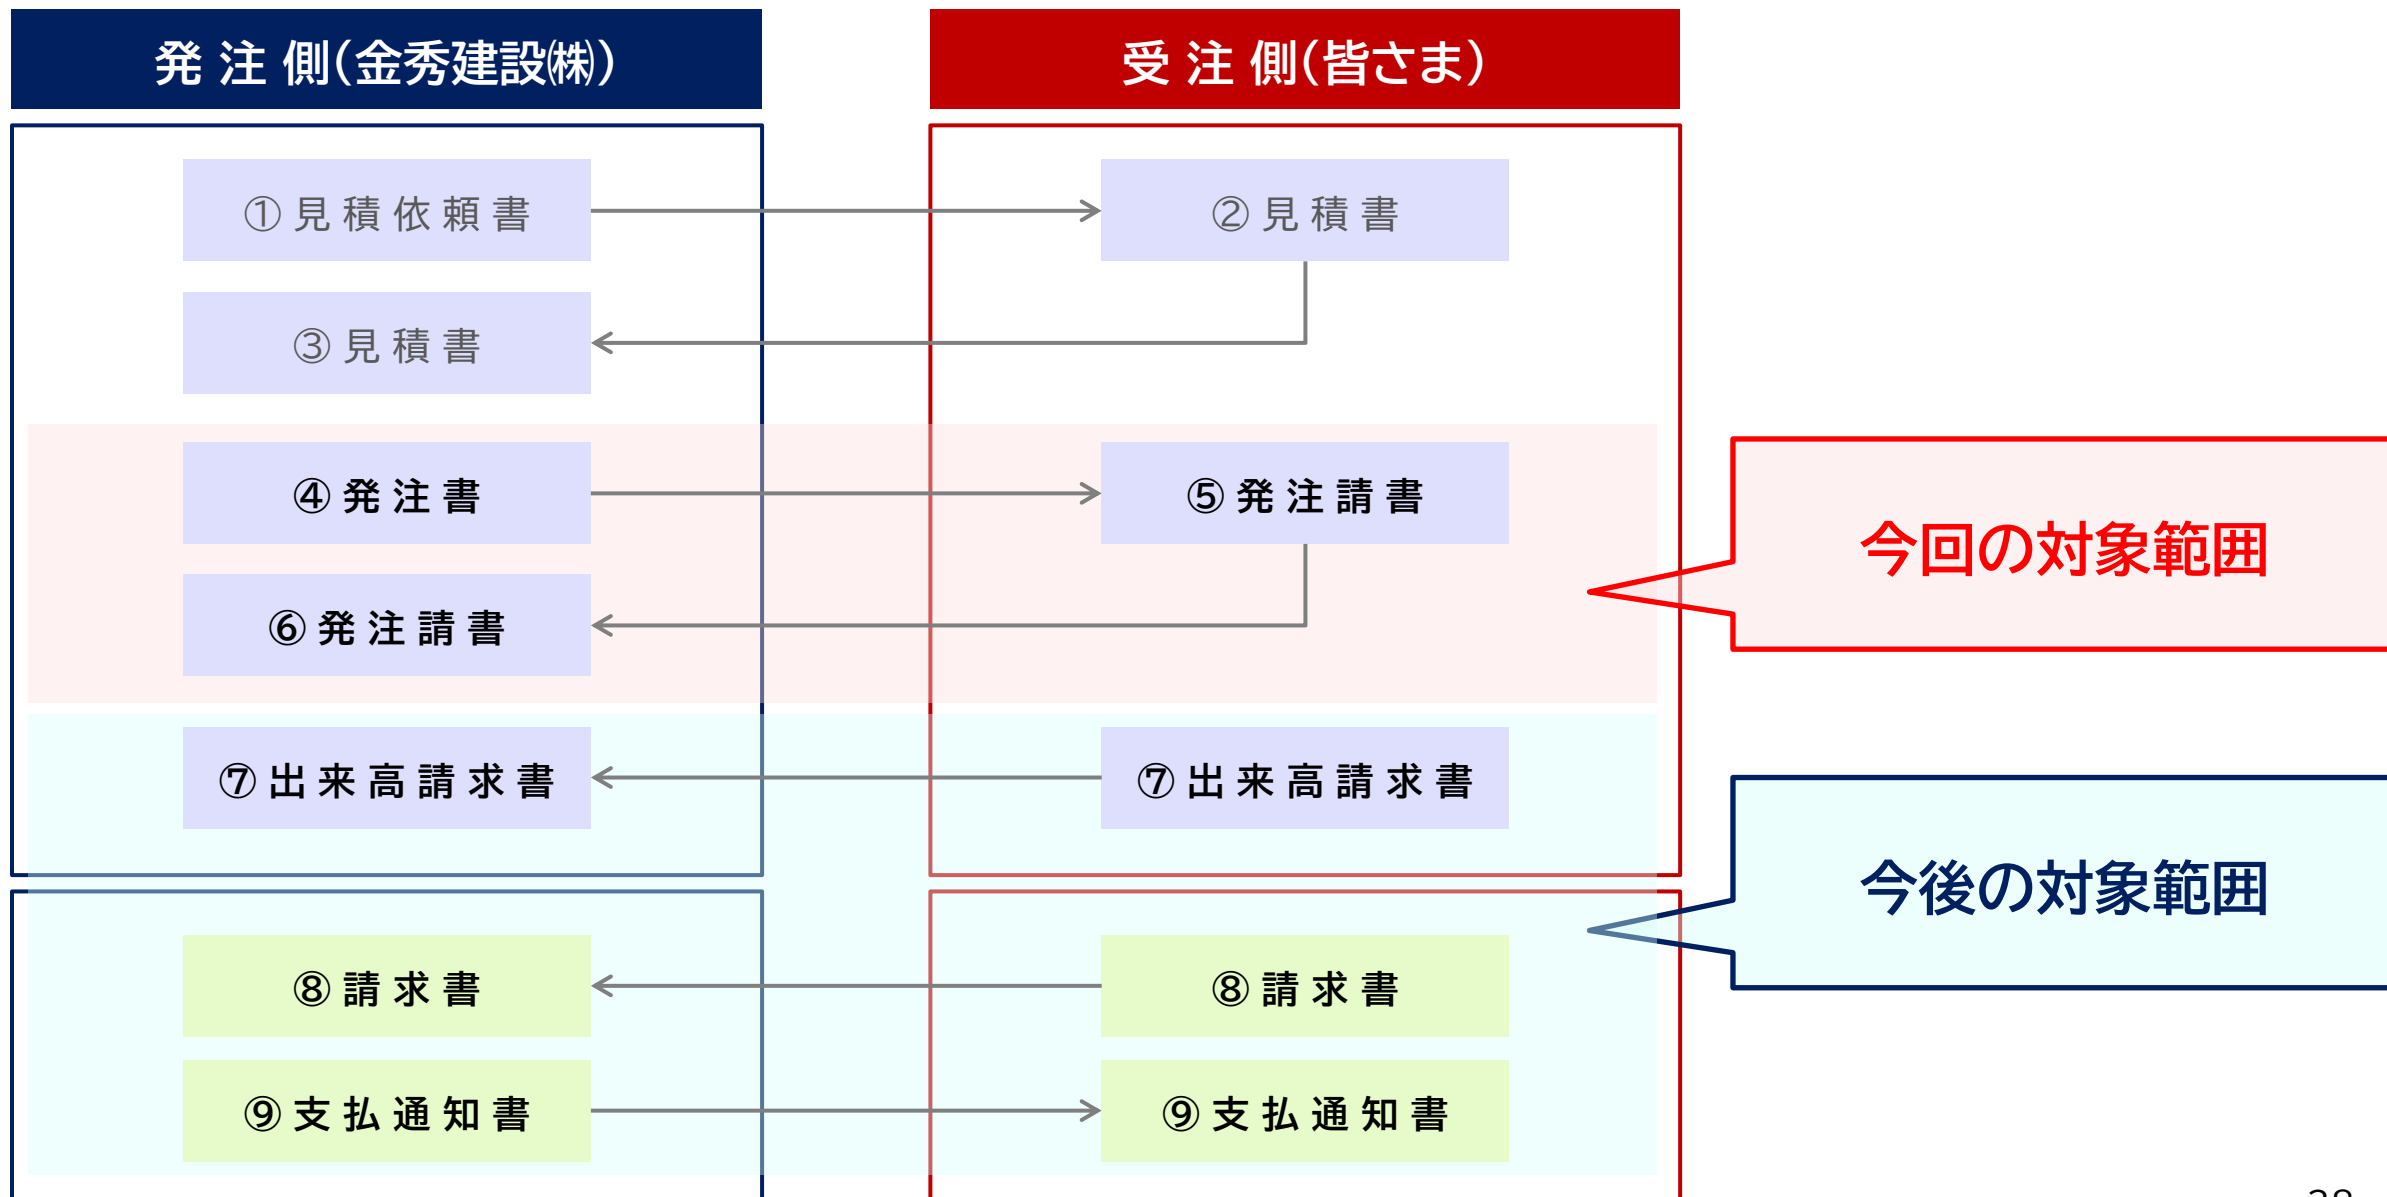 発 注 側(金秀建設㈱)
受 注 側(皆さま)
①見積依頼書
②見積書
③見積書
④発注書
⑤発注請書
⑥発注請書
今回の対象範囲
⑦出来高請求書
⑦出来高請求書
今後の対象範囲
⑧請求書
⑧請求書
⑨支払通知書
⑨支払通知書